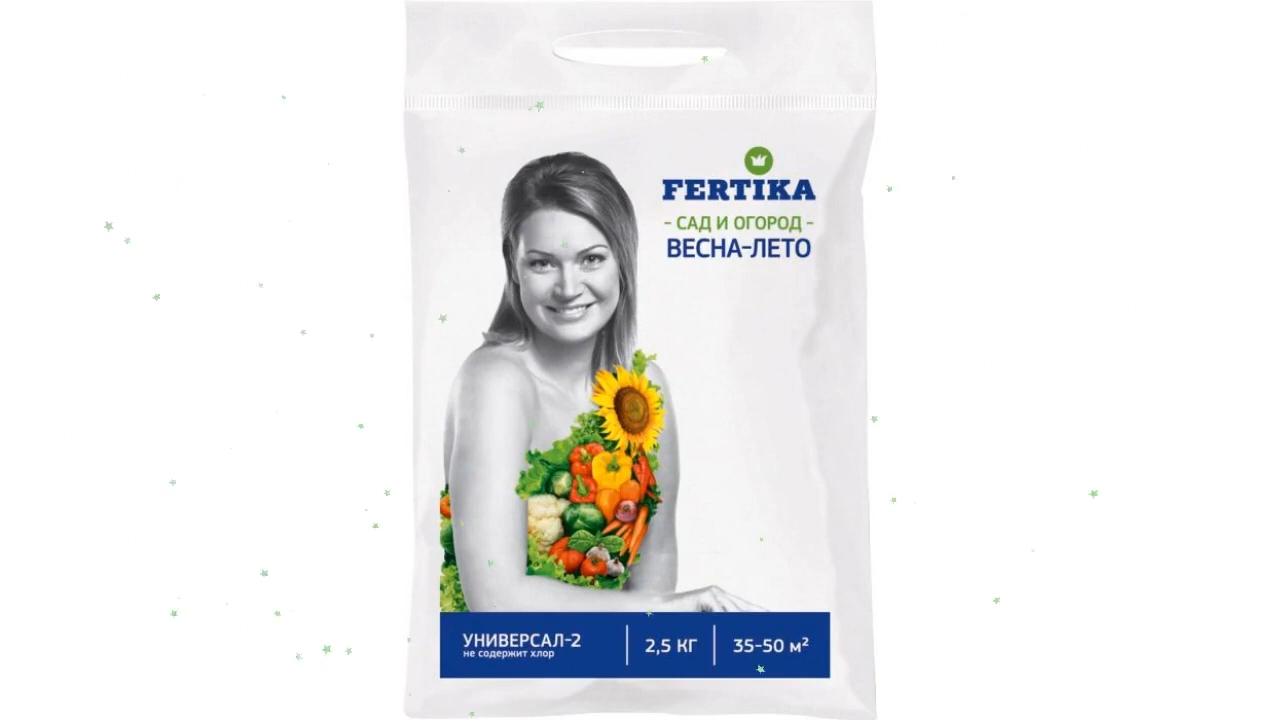 FERTIKA
- САД И ОГОРОД -
ВЕСНА-ЛЕТО
УНИВЕРСАЛ-2
не содержит хлор
2,5 КГ
35-50 м²